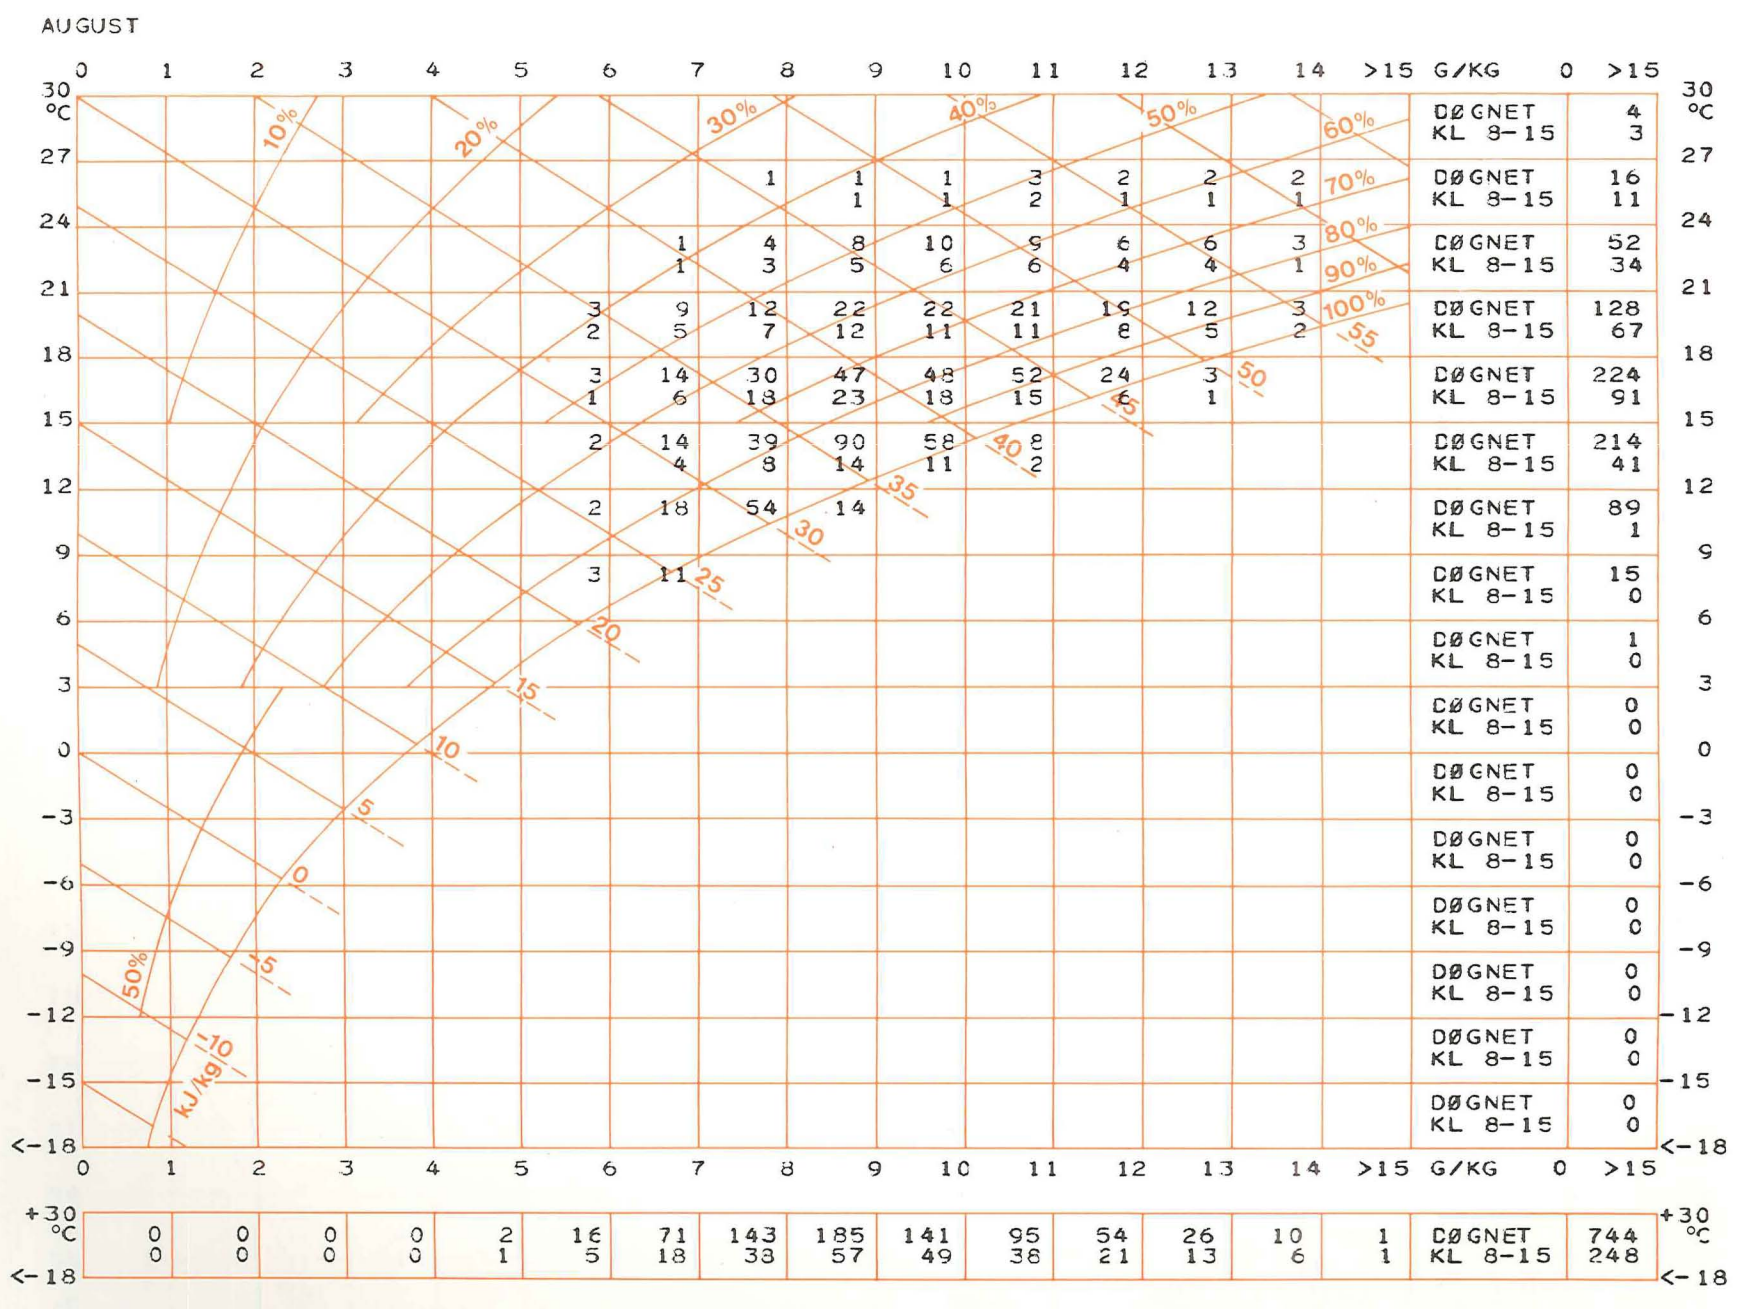 AUGUST
0 1 2 3 4 5 6 7 8 9 10 11 12 13 14 >15 G/KG 0 >15
30 10% 20% 30% 40% 50% 60% DØGNET 4 30
°C KL 8-15 3 °C
27 27
1 1 1 3 2 2 2 70% DØGNET 16
1 1 2 1 1 1 KL 8-15 11
24 80% 24
1 4 8 10 9 6 6 3 DØGNET 52
1 3 5 6 6 4 4 1 90% KL 8-15 34
21 21
3 9 12 22 22 21 19 12 3 100% DØGNET 128
2 5 7 12 11 11 8 5 2 55 KL 8-15 67
18 18
3 14 30 47 48 52 24 3 50 DØGNET 224
1 6 18 23 18 15 6 1 KL 8-15 91
15 45 15
2 14 39 90 58 8 40 DØGNET 214
4 8 14 11 2 KL 8-15 41
12 35 12
2 18 54 14 DØGNET 89
30 KL 8-15 1
9 9
3 11 25 DØGNET 15
KL 8-15 0
6 20 6
DØGNET 1
KL 8-15 0
3 15 3
DØGNET 0
KL 8-15 0
0 10 0
DØGNET 0
KL 8-15 0
-3 5 -3
DØGNET 0
KL 8-15 0
-6 0 -6
DØGNET 0
KL 8-15 0
-9 50% -5 -9
DØGNET 0
KL 8-15 0
-12 -12
-10 DØGNET 0
KL 8-15 0
-15 kJ/kg -15
DØGNET 0
KL 8-15 0
<-18 <-18
0 1 2 3 4 5 6 7 8 9 10 11 12 13 14 >15 G/KG 0 >15
+30 +30
°C 0 0 0 0 2 16 71 143 185 141 95 54 26 10 1 DØGNET 744 °C
0 0 0 0 1 5 18 38 57 49 38 21 13 6 1 KL 8-15 248
<-18 <-18